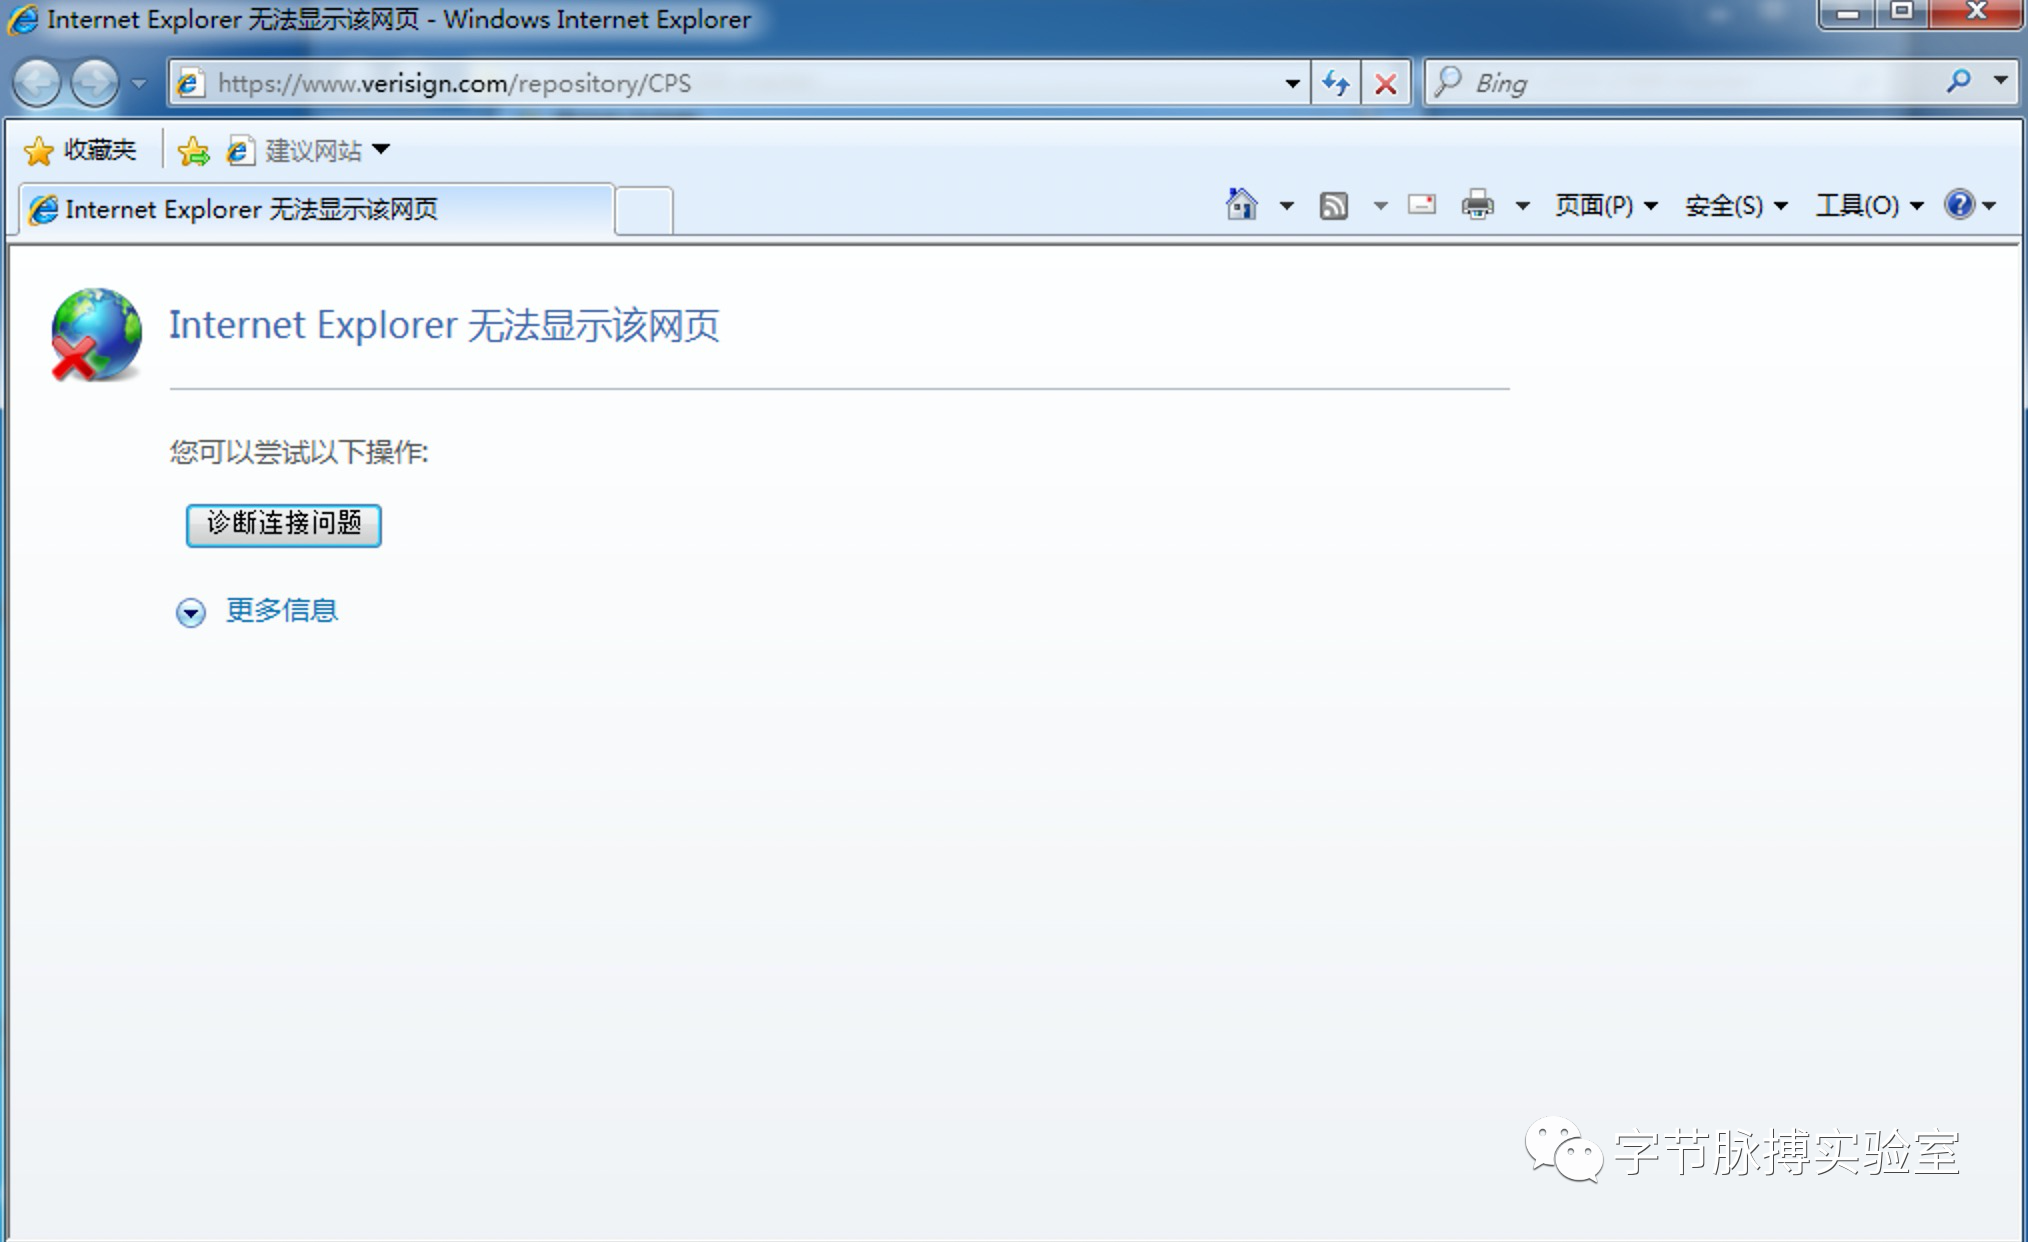 Internet Explorer 无法显示该网页 - Windows Internet Explorer
https://www.verisign.com/repository/CPS
Bing
收藏夹
建议网站
Internet Explorer 无法显示该网页
页面(P)
安全(S)
工具(O)
Internet Explorer 无法显示该网页
您可以尝试以下操作:
诊断连接问题
更多信息
字节脉搏实验室